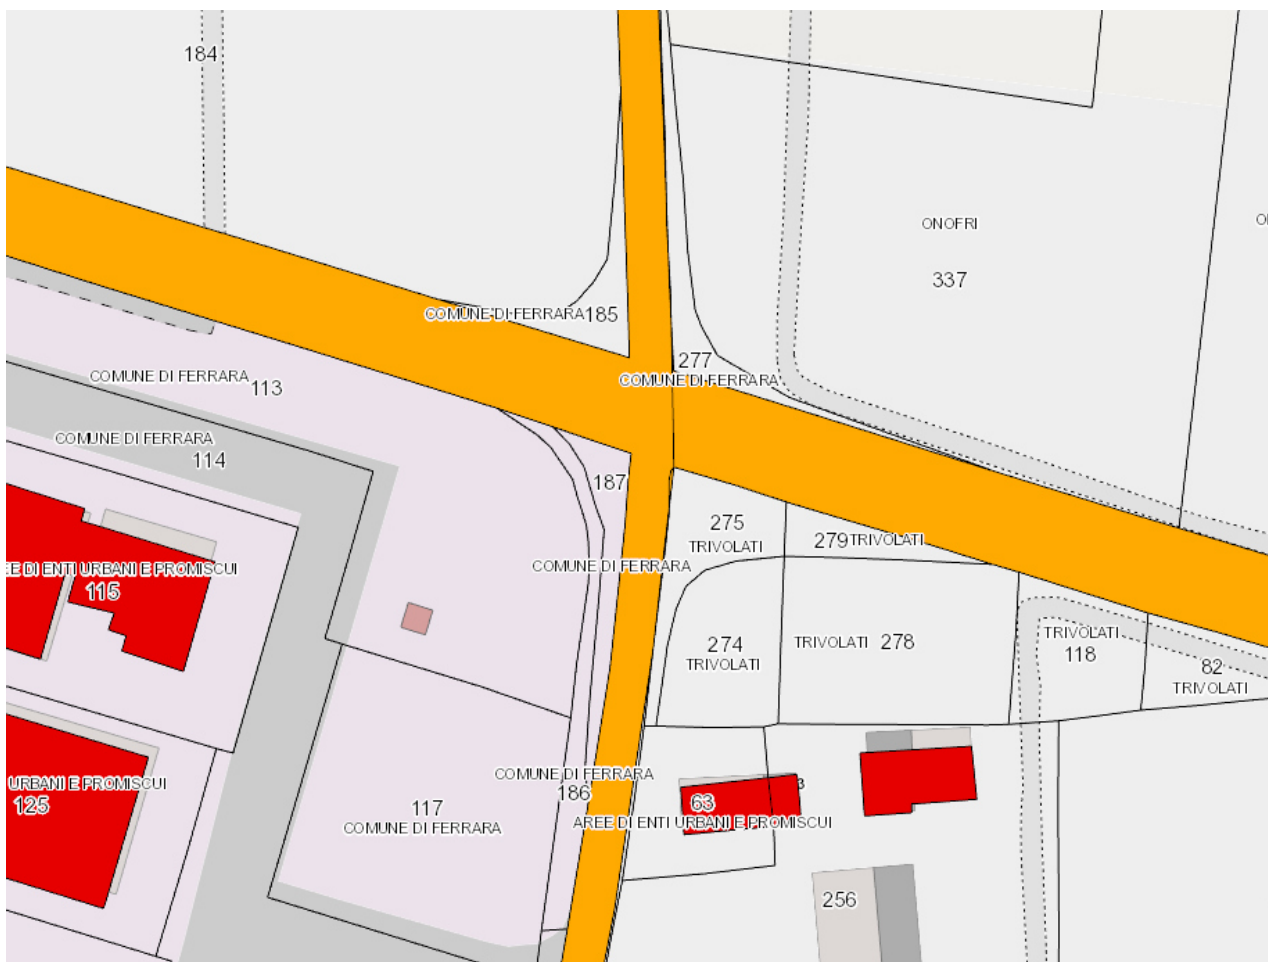 184
ONOFRI
337
COMUNE DI FERRARA 185
277
COMUNE DI FERRARA
COMUNE DI FERRARA 113
COMUNE DI FERRARA
114
187
275
TRIVOLATI
279 TRIVOLATI
COMUNE DI FERRARA
DI ENTI URBANI E PROMISCUI
115
274
TRIVOLATI
TRIVOLATI 278
TRIVOLATI
118
82
TRIVOLATI
COMUNE DI FERRARA
186
URBANI E PROMISCUI
125
117
COMUNE DI FERRARA
63
AREE DI ENTI URBANI E PROMISCUI
256